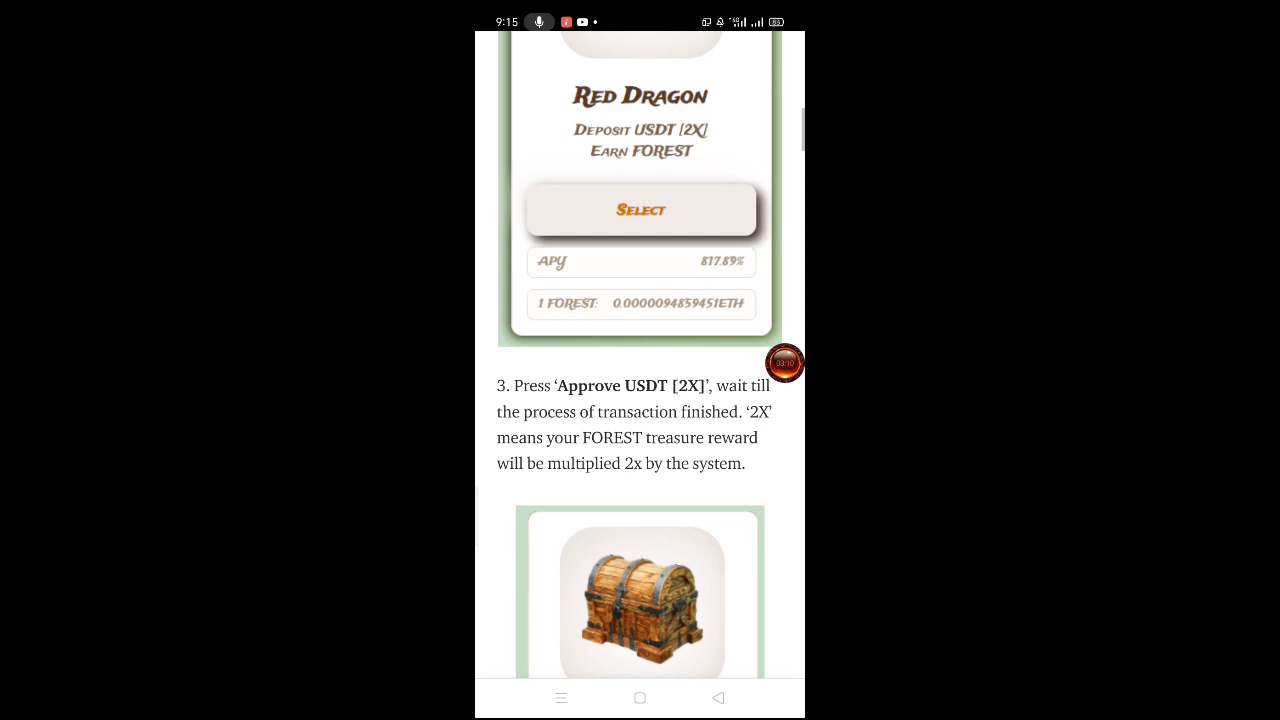 9:15
RED DRAGON
DEPOSIT USDT [2X]
EARN FOREST
SELECT
APY 817.89%
1 FOREST: 0.0000094859451ETH
03:10
3. Press ‘Approve USDT [2X]’, wait till
the process of transaction finished. ‘2X’
means your FOREST treasure reward
will be multiplied 2x by the system.